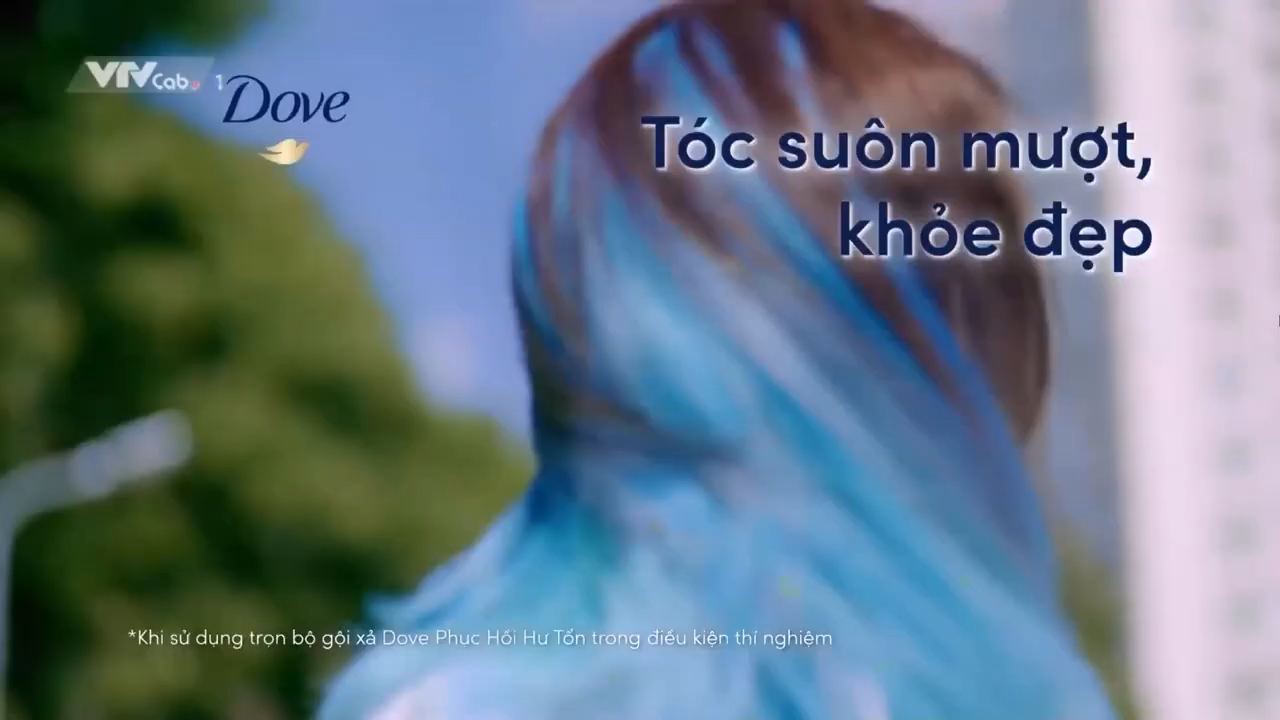 VTVCab 1
Dove
Tóc suôn mượt,
khỏe đẹp
*Khi sử dụng trọn bộ gội xả Dove Phục Hồi Hư Tổn trong điều kiện thí nghiệm